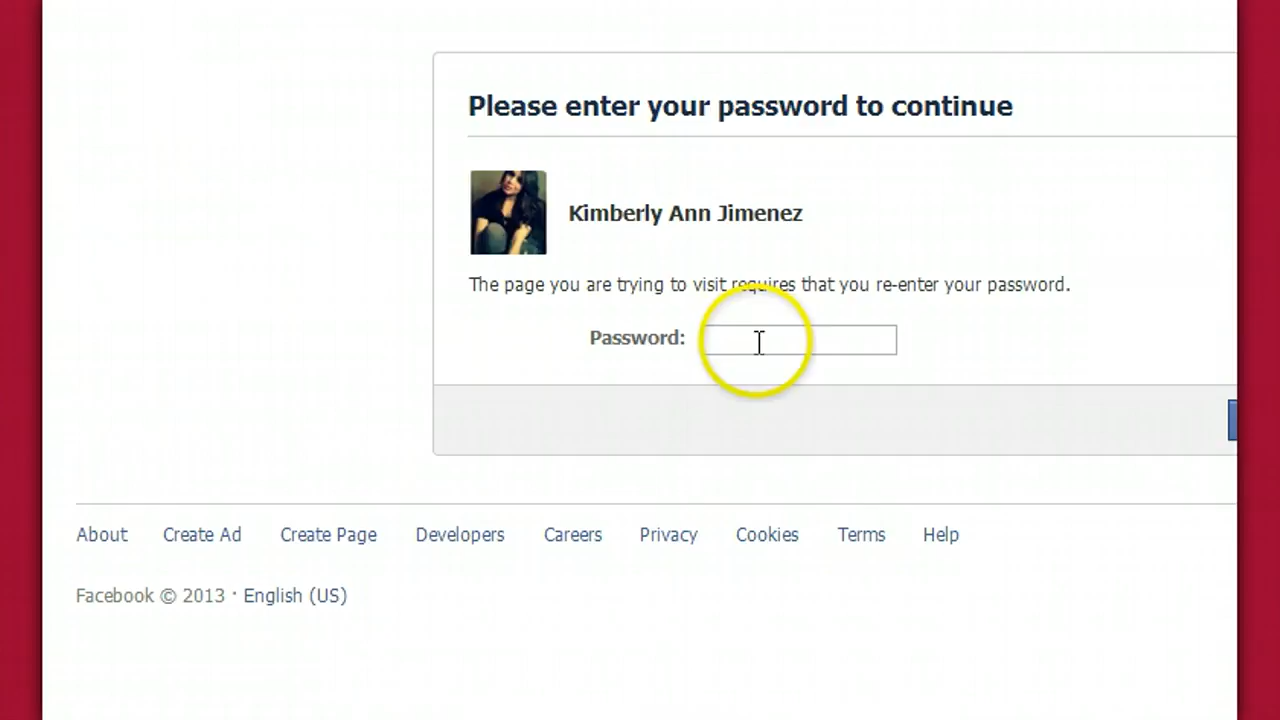 Please enter your password to continue
Kimberly Ann Jimenez
The page you are trying to visit requires that you re-enter your password.
Password:
About Create Ad Create Page Developers Careers Privacy Cookies Terms Help
Facebook © 2013 · English (US)